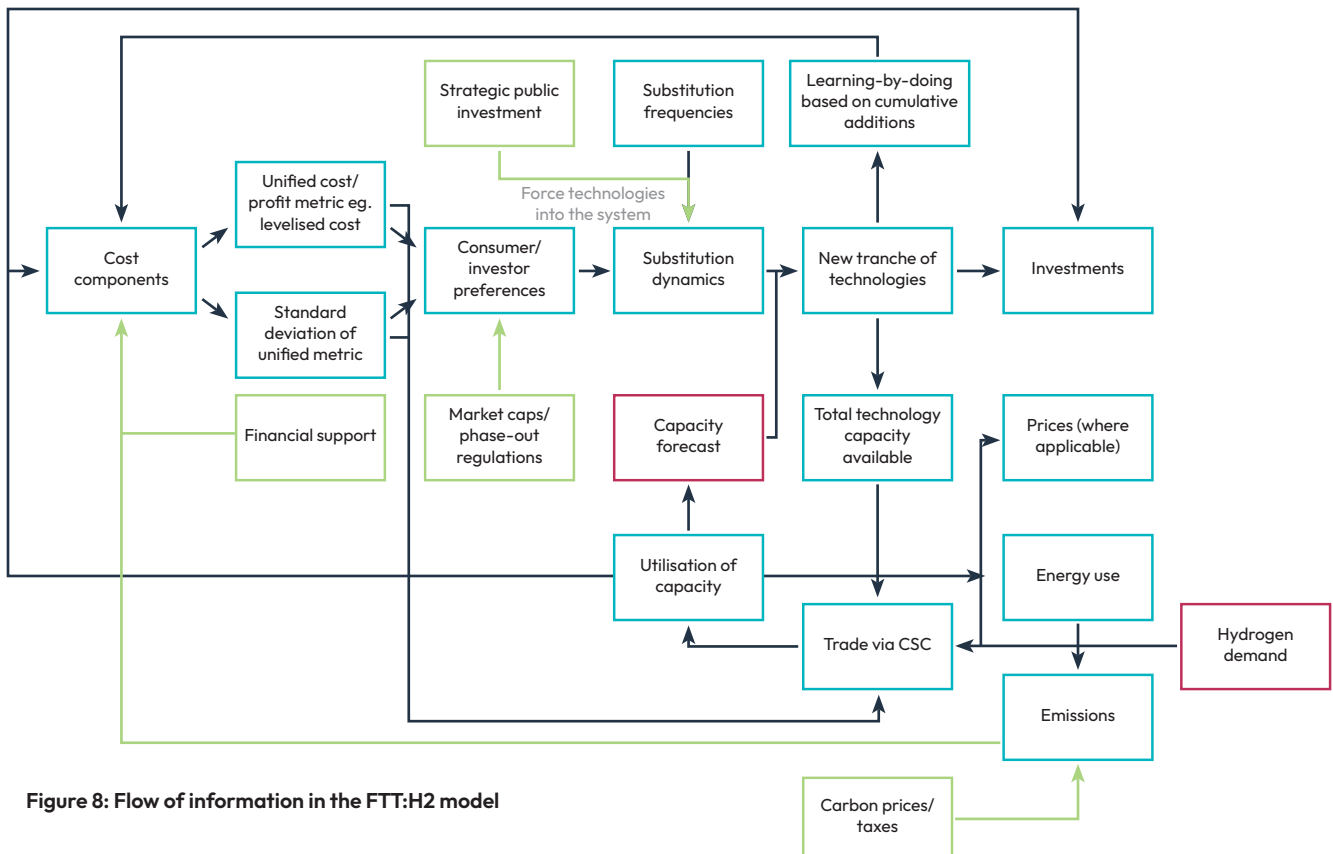 Strategic public
investment
Substitution
frequencies
Learning-by-doing
based on cumulative
additions
Unified cost/
profit metric eg.
levelised cost
Force technologies
into the system
Cost
components
Consumer/
investor
preferences
Substitution
dynamics
New tranche of
technologies
Investments
Standard
deviation of
unified metric
Financial support
Market caps/
phase-out
regulations
Capacity
forecast
Total technology
capacity
available
Prices (where
applicable)
Utilisation of
capacity
Energy use
Trade via CSC
Hydrogen
demand
Emissions
Carbon prices/
taxes
Figure 8: Flow of information in the FTT:H2 model